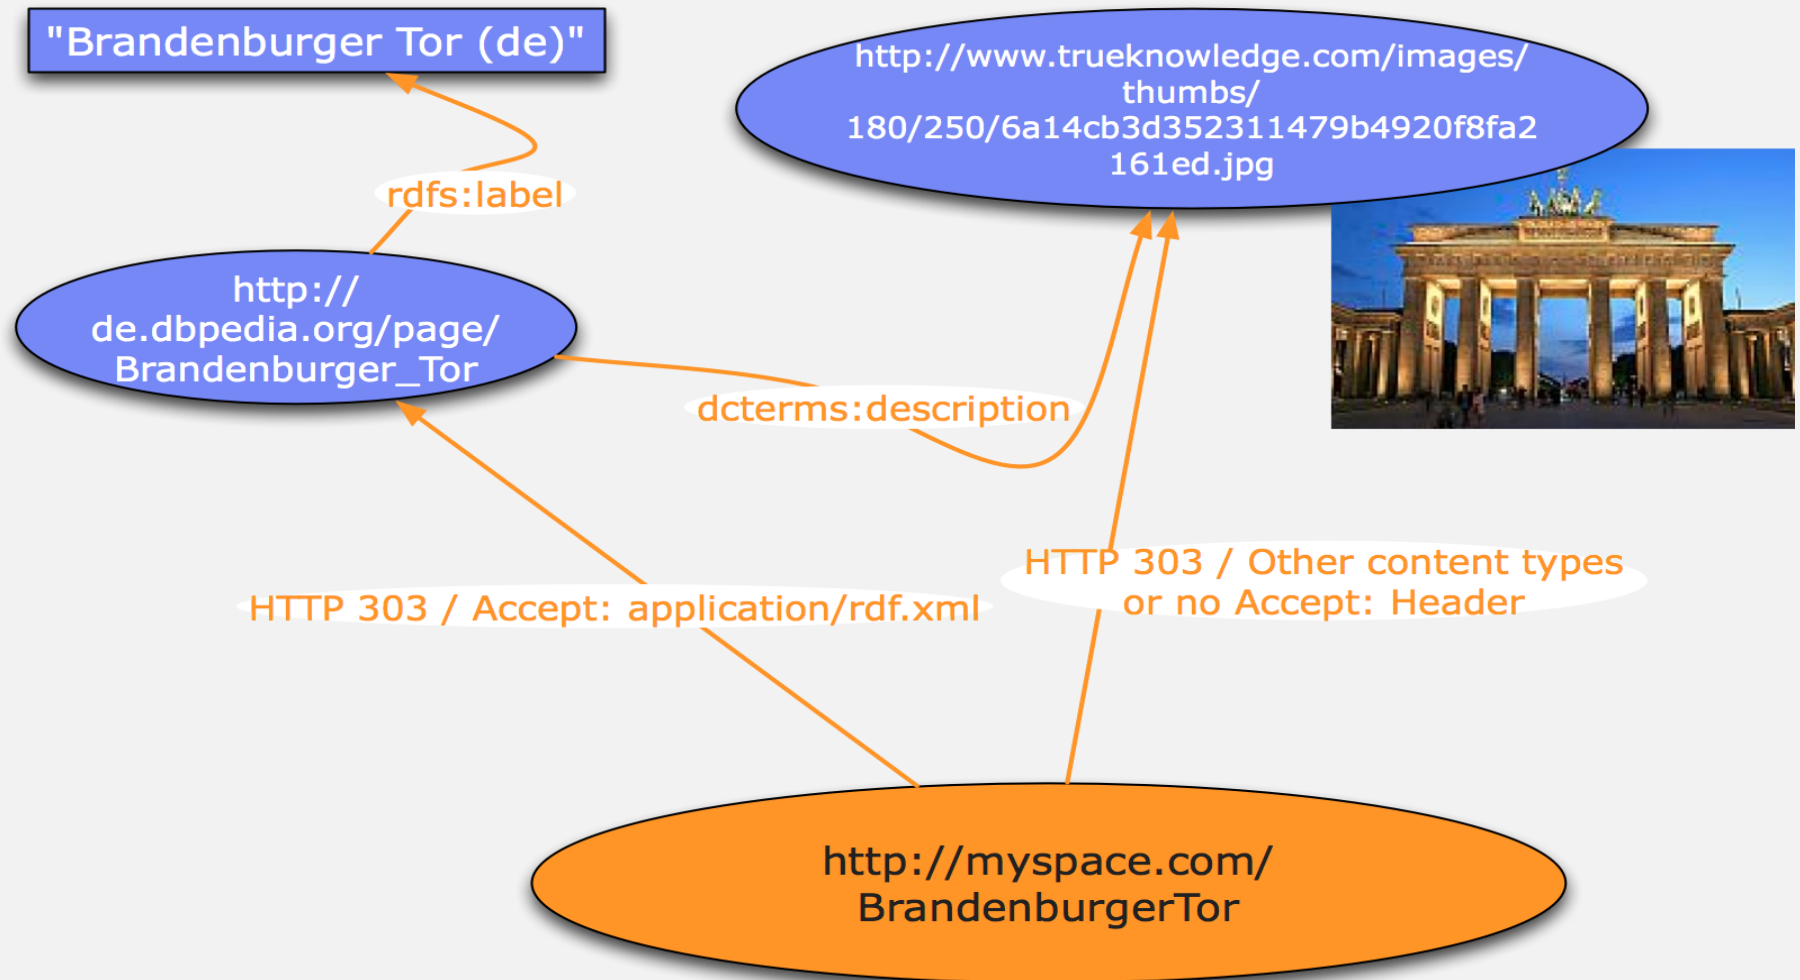 "Brandenburger Tor (de)"
http://www.trueknowledge.com/images/
thumbs/
180/250/6a14cb3d352311479b4920f8fa2
161ed.jpg
rdfs:label
http://
de.dbpedia.org/page/
Brandenburger_Tor
dcterms:description
HTTP 303 / Other content types
or no Accept: Header
HTTP 303 / Accept: application/rdf.xml
http://myspace.com/
BrandenburgerTor